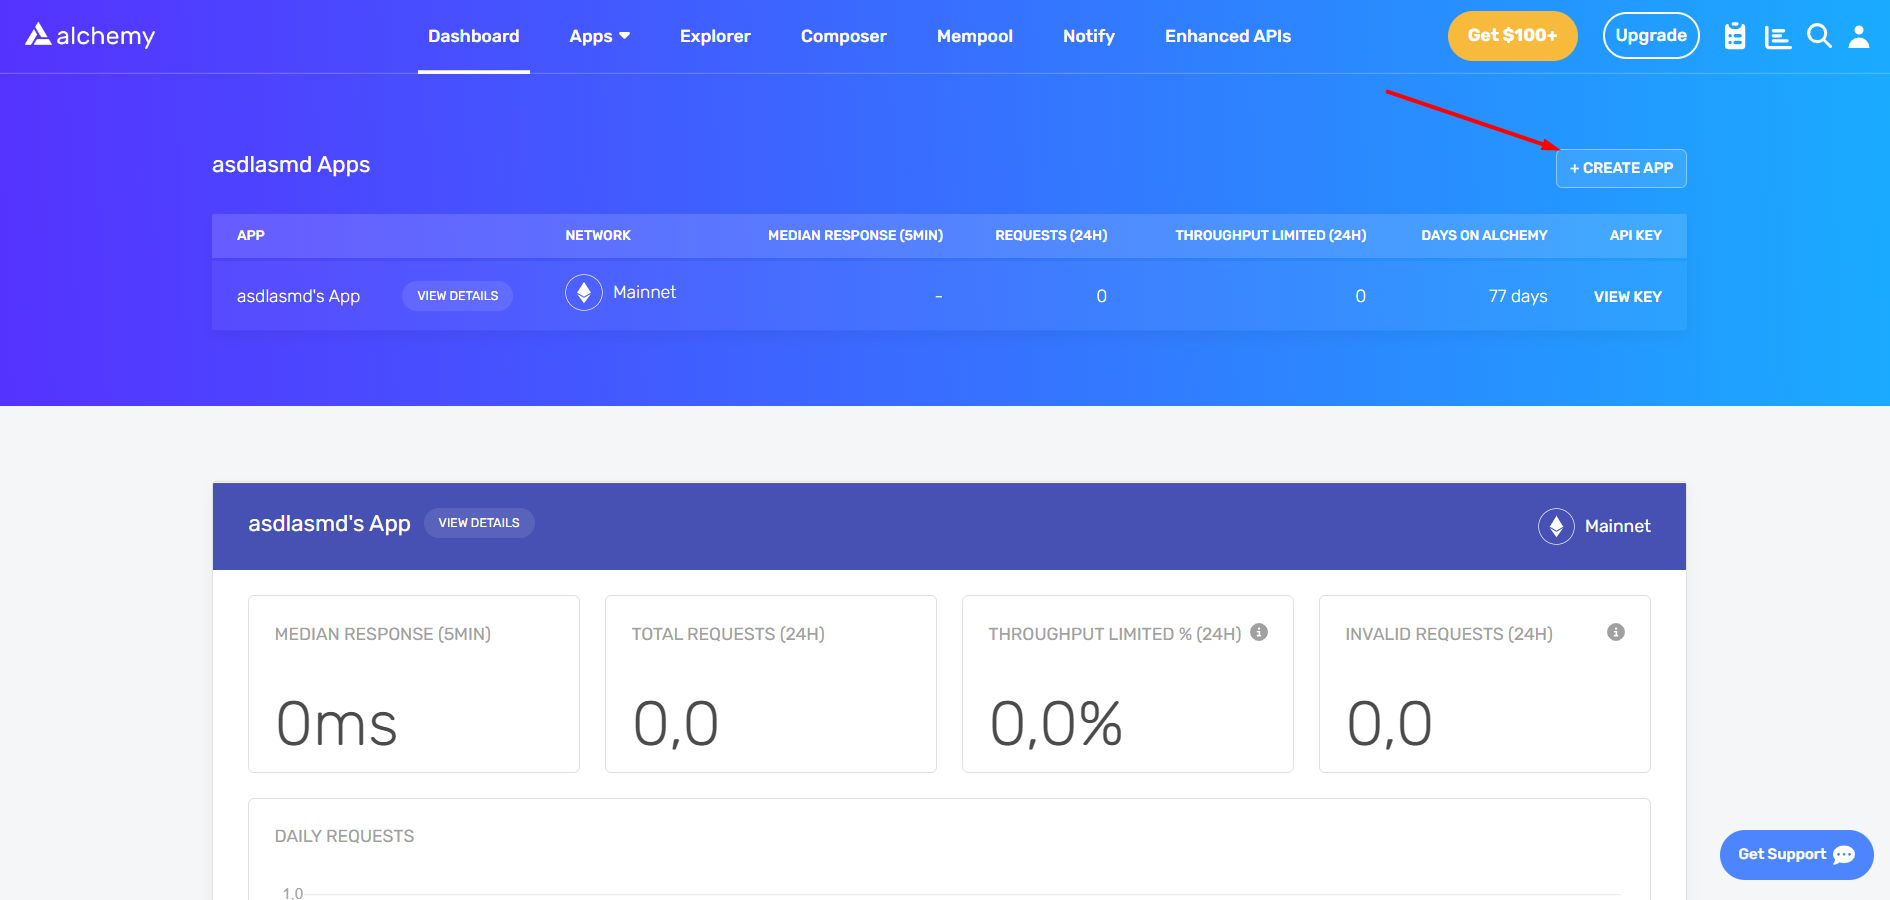 alchemy Dashboard Apps Explorer Composer Mempool Notify Enhanced APIs Get $100+ Upgrade
asdlasmd Apps
+ CREATE APP
APP NETWORK MEDIAN RESPONSE (5MIN) REQUESTS (24H) THROUGHPUT LIMITED (24H) DAYS ON ALCHEMY API KEY
asdlasmd's App VIEW DETAILS Mainnet - 0 0 77 days VIEW KEY
asdlasmd's App VIEW DETAILS Mainnet
MEDIAN RESPONSE (5MIN) TOTAL REQUESTS (24H) THROUGHPUT LIMITED % (24H) INVALID REQUESTS (24H)
0ms 0,0 0,0% 0,0
DAILY REQUESTS
Get Support
1.0